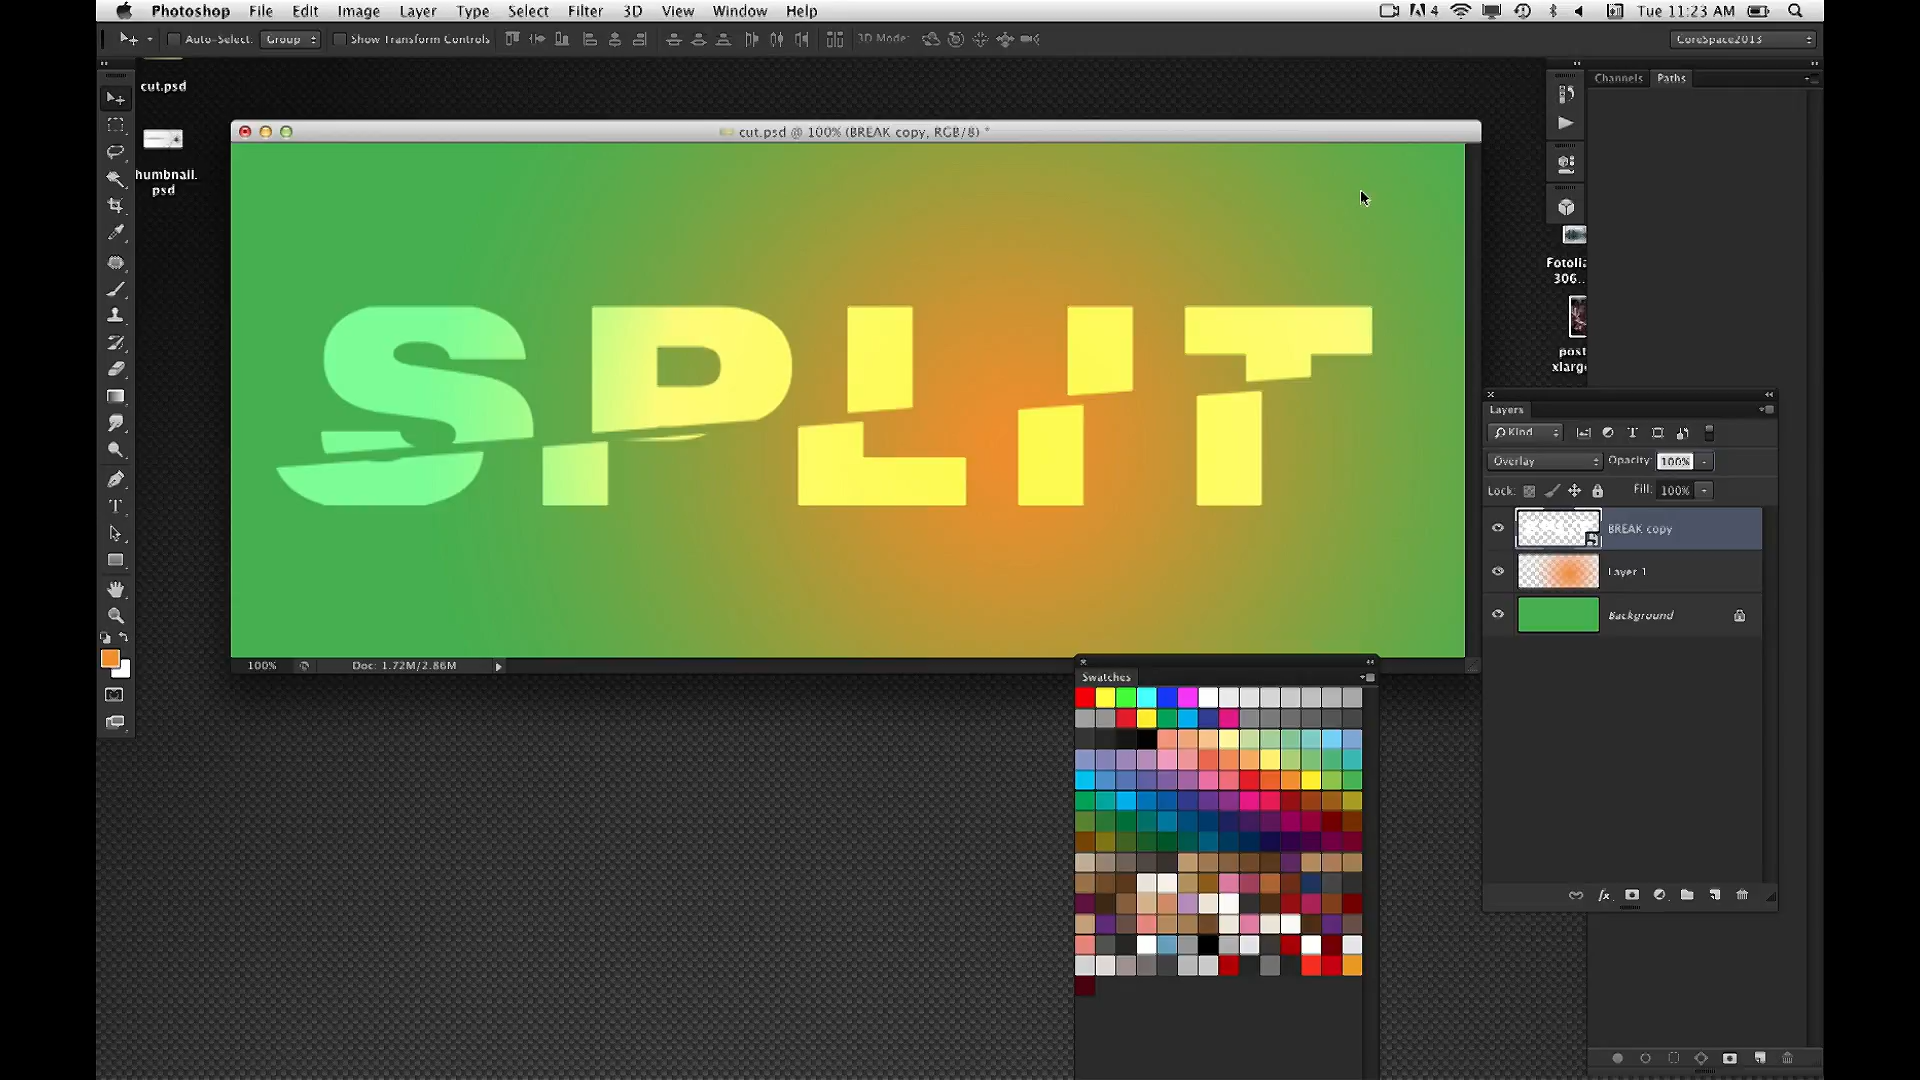 Photoshop File Edit Image Layer Type Select Filter 3D View Window Help 4 Tue 11:23 AM
Auto-Select: Group Show Transform Controls 3D Mode: CoreSpace2013
cut.psd
humbnail.
psd
cut.psd @ 100% (BREAK copy, RGB/8) *
SPLIT
100% Doc: 1.72M/2.86M
Swatches
Channels Paths
Fotolia
306...
post
xlarge
Layers
Kind
Overlay Opacity: 100%
Lock: Fill: 100%
BREAK copy
Layer 1
Background